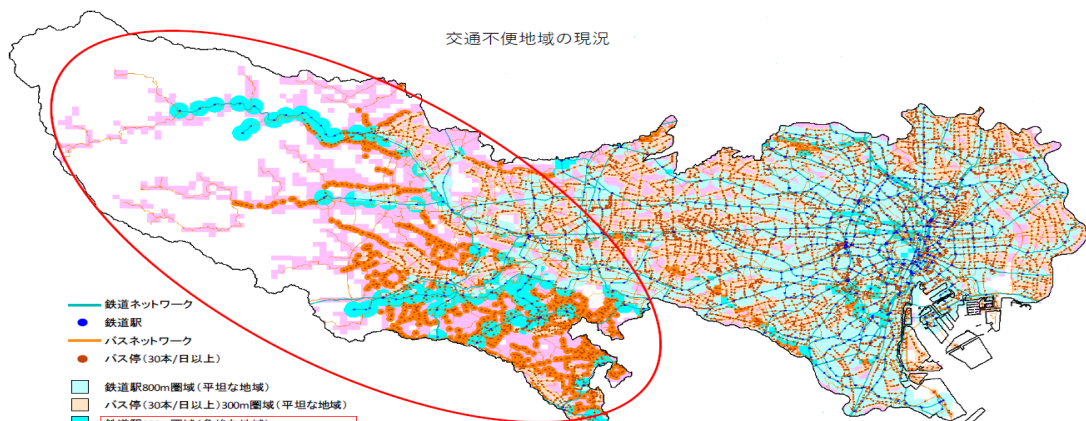 交通不便地域の現況
鉄道ネットワーク
鉄道駅
バスネットワーク
バス停(30本/日以上)
鉄道駅800m圏域(平坦な地域)
バス停(30本/日以上)300m圏域(平坦な地域)